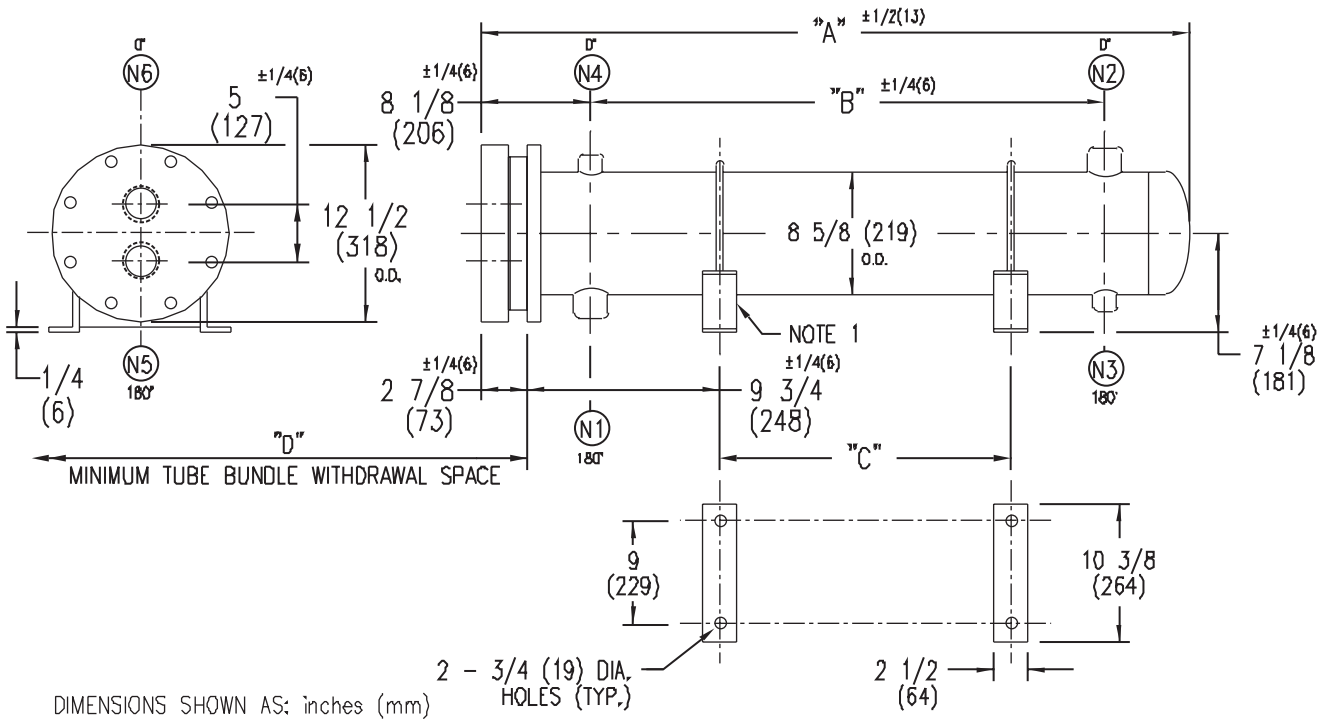 "A" ±1/2(13)
0°
N6
D"
N4
D"
N2
±1/4(6)
5
(127)
±1/4(6)
8 1/8
(206)
"B" ±1/4(6)
12 1/2
(318)
O.D.
8 5/8 (219)
O.D.
NOTE 1
1/4
(6)
N5
180°
±1/4(6)
2 7/8
(73)
±1/4(6)
9 3/4
(248)
N1
180°
N3
180°
±1/4(6)
7 1/8
(181)
"D"
MINIMUM TUBE BUNDLE WITHDRAWAL SPACE
"C"
9
(229)
10 3/8
(264)
2 - 3/4 (19) DIA.
HOLES (TYP.)
2 1/2
(64)
DIMENSIONS SHOWN AS: inches (mm)